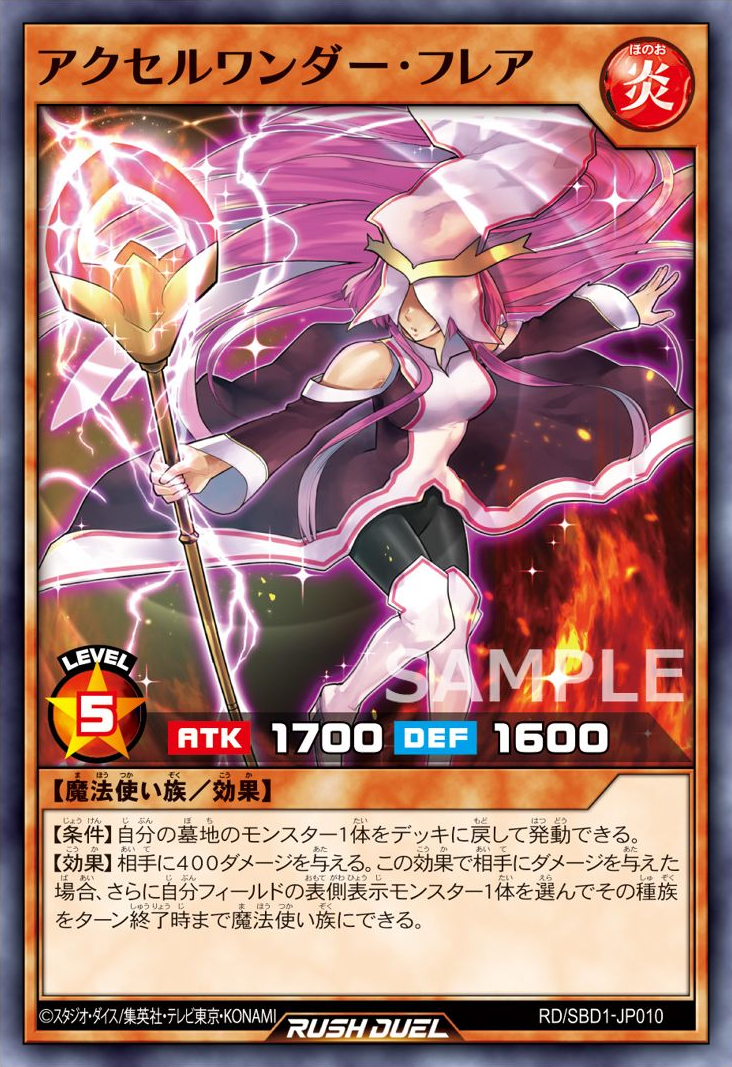 アクセルワンダー・フレア
ほのお
炎
SAMPLE
LEVEL
5
ATK 1700 DEF 1600
【魔法使い族／効果】
【条件】自分の墓地のモンスター1体をデッキに戻して発動できる。
【効果】相手に400ダメージを与える。この効果で相手にダメージを与えた
場合、さらに自分フィールドの表側表示モンスター1体を選んでその種族
をターン終了時まで魔法使い族にできる。
©スタジオ・ダイス/集英社・テレビ東京・KONAMI
RUSH DUEL
RD/SBD1-JP010